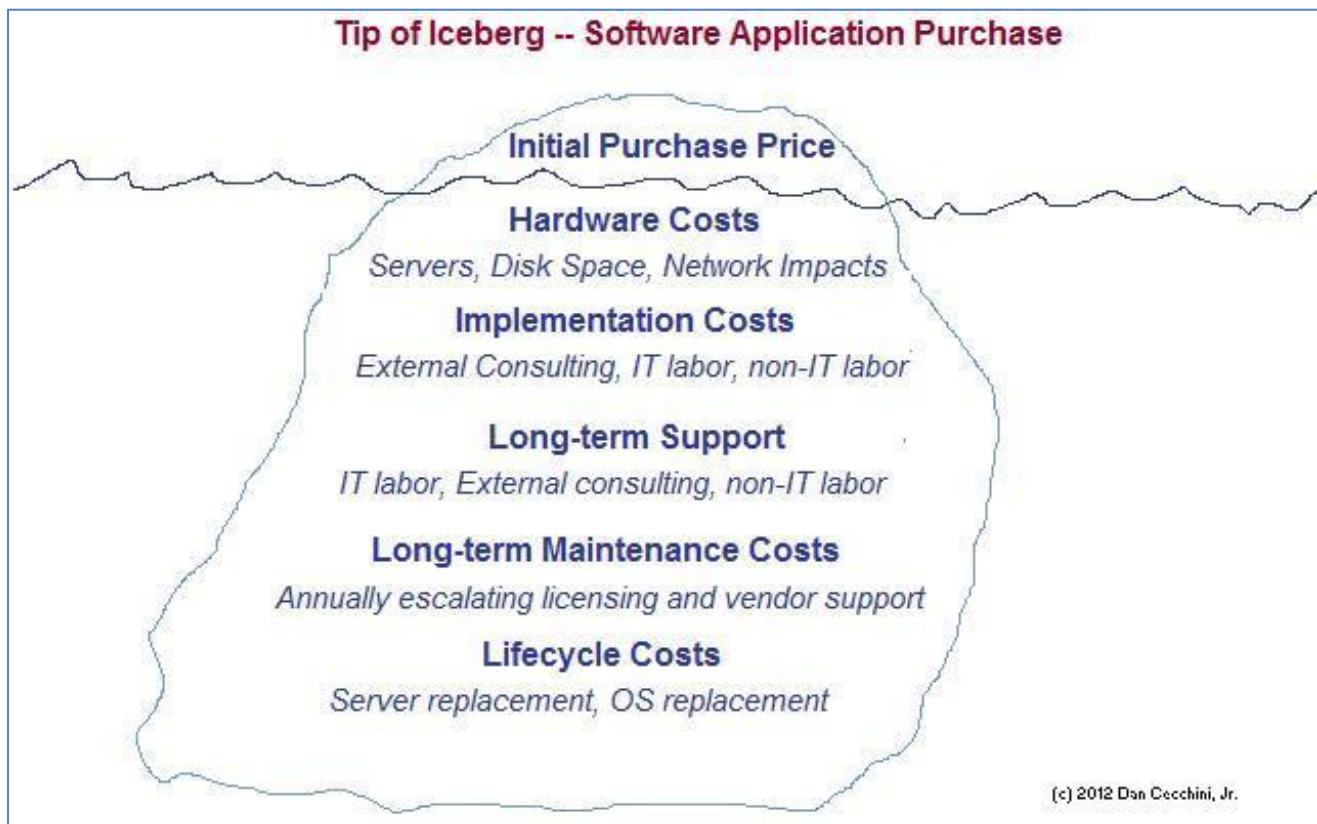 Tip of Iceberg -- Software Application Purchase
Initial Purchase Price
Hardware Costs
Servers, Disk Space, Network Impacts
Implementation Costs
External Consulting, IT labor, non-IT labor
Long-term Support
IT labor, External consulting, non-IT labor
Long-term Maintenance Costs
Annually escalating licensing and vendor support
Lifecycle Costs
Server replacement, OS replacement
(c) 2012 Dan Cecchini, Jr.